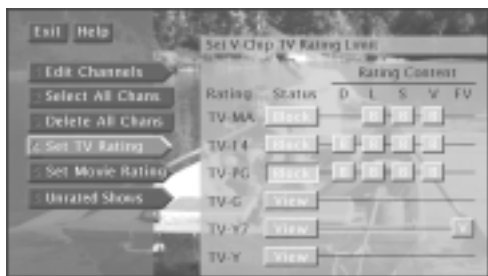 Exit Help
Set V-Chip TV Rating Limit
Edit Channels
Select All Chans
Delete All Chans
Set TV Rating
Set Movie Rating
Unrated Shows
Rating Content
Rating Status D L S V FV
TV-MA Block
TV-14 Block
TV-PG Block
TV-G View
TV-Y7 View V
TV-Y View